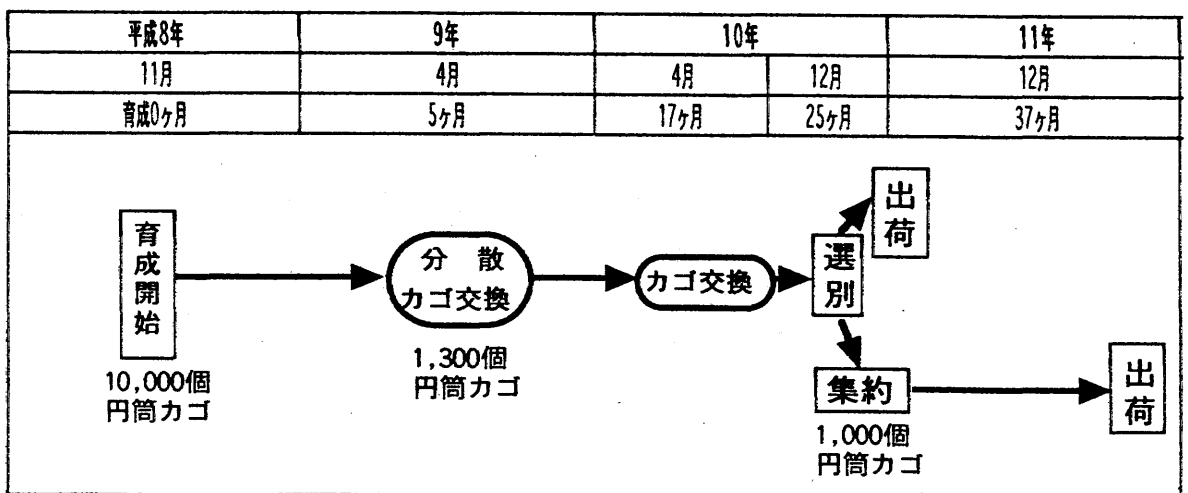 平成8年 9年 10年 11年
11月 4月 4月 12月 12月
育成0ヶ月 5ヶ月 17ヶ月 25ヶ月 37ヶ月
育成開始
10,000個
円筒カゴ
分 散
カゴ交換
1,300個
円筒カゴ
カゴ交換
選別
出荷
集約
1,000個
円筒カゴ
出荷